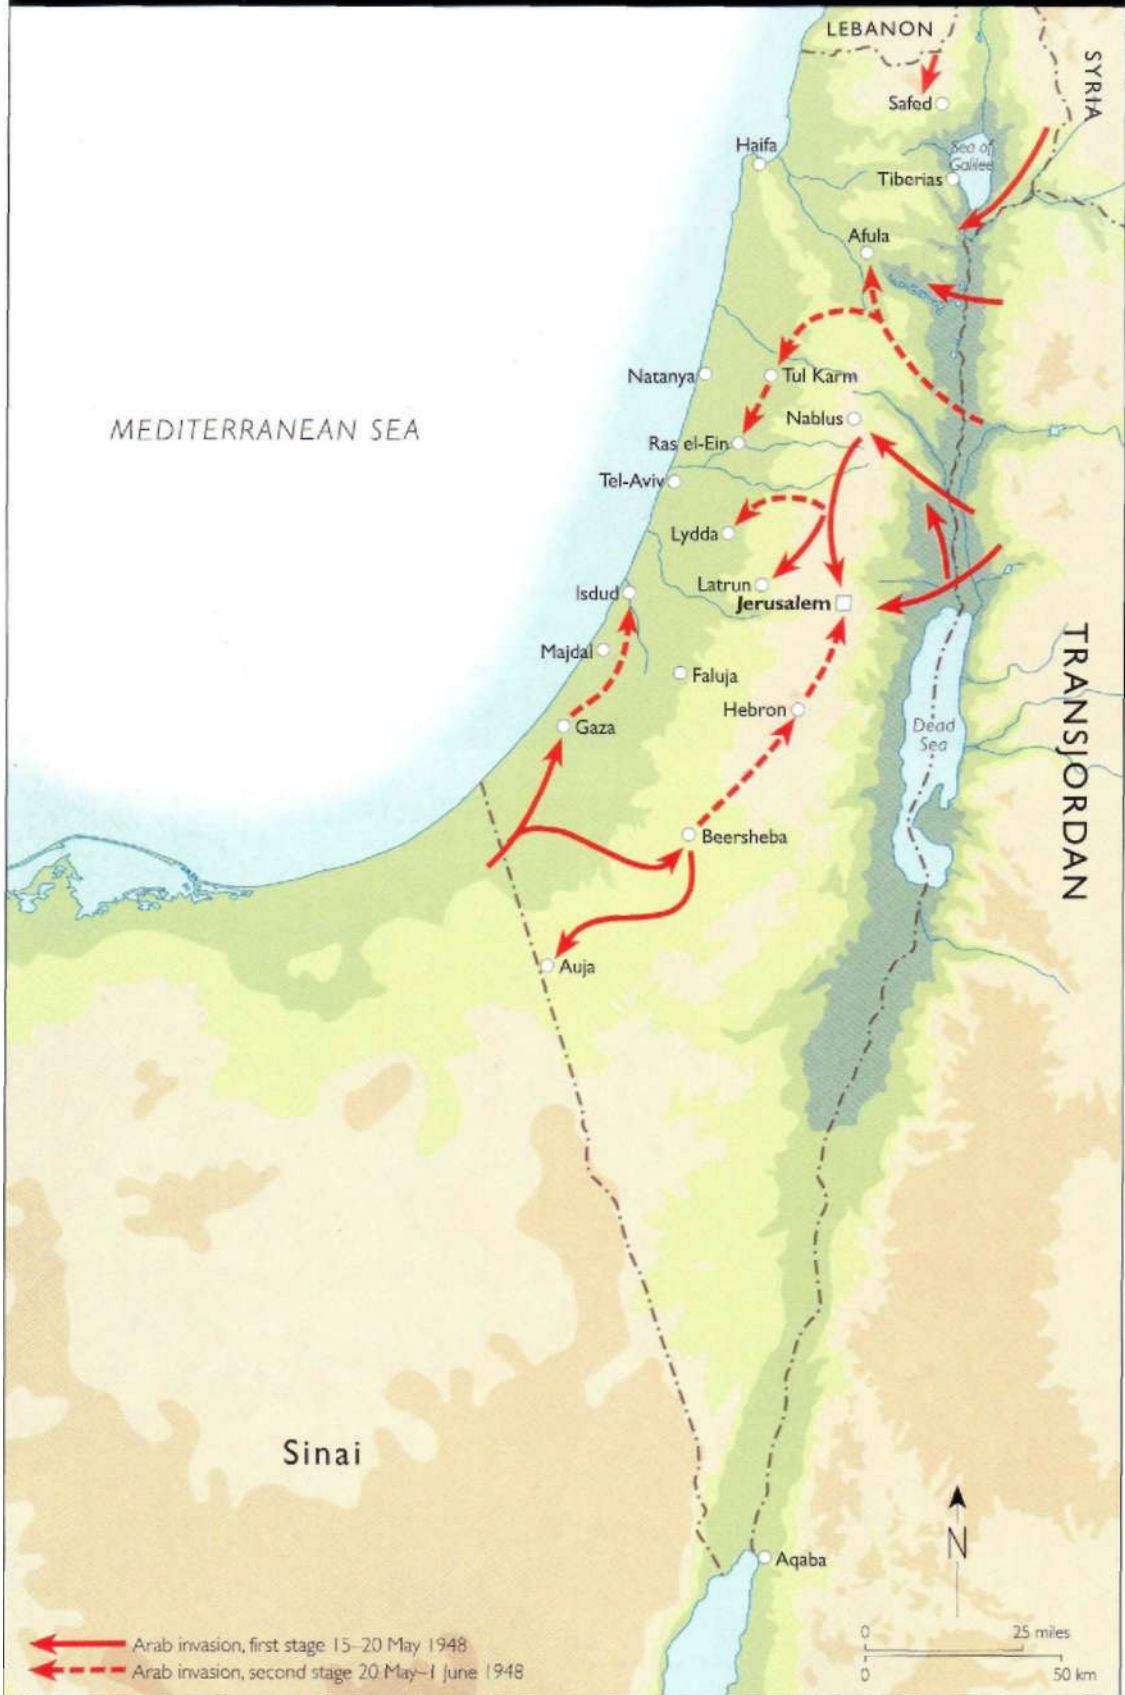 LEBANON
SYRIA
Safed
Haifa
Sea of
Galilee
Tiberias
Afula
Natanya
Tul Karm
MEDITERRANEAN SEA
Nablus
Ras el-Ein
Tel-Aviv
Lydda
Latrun
Isdud
Jerusalem
Majdal
Faluja
TRANSJORDAN
Hebron
Gaza
Dead
Sea
Beersheba
Auja
Sinai
N
Aqaba
0 25 miles
0 50 km
Arab invasion, first stage 15–20 May 1948
Arab invasion, second stage 20 May–1 June 1948